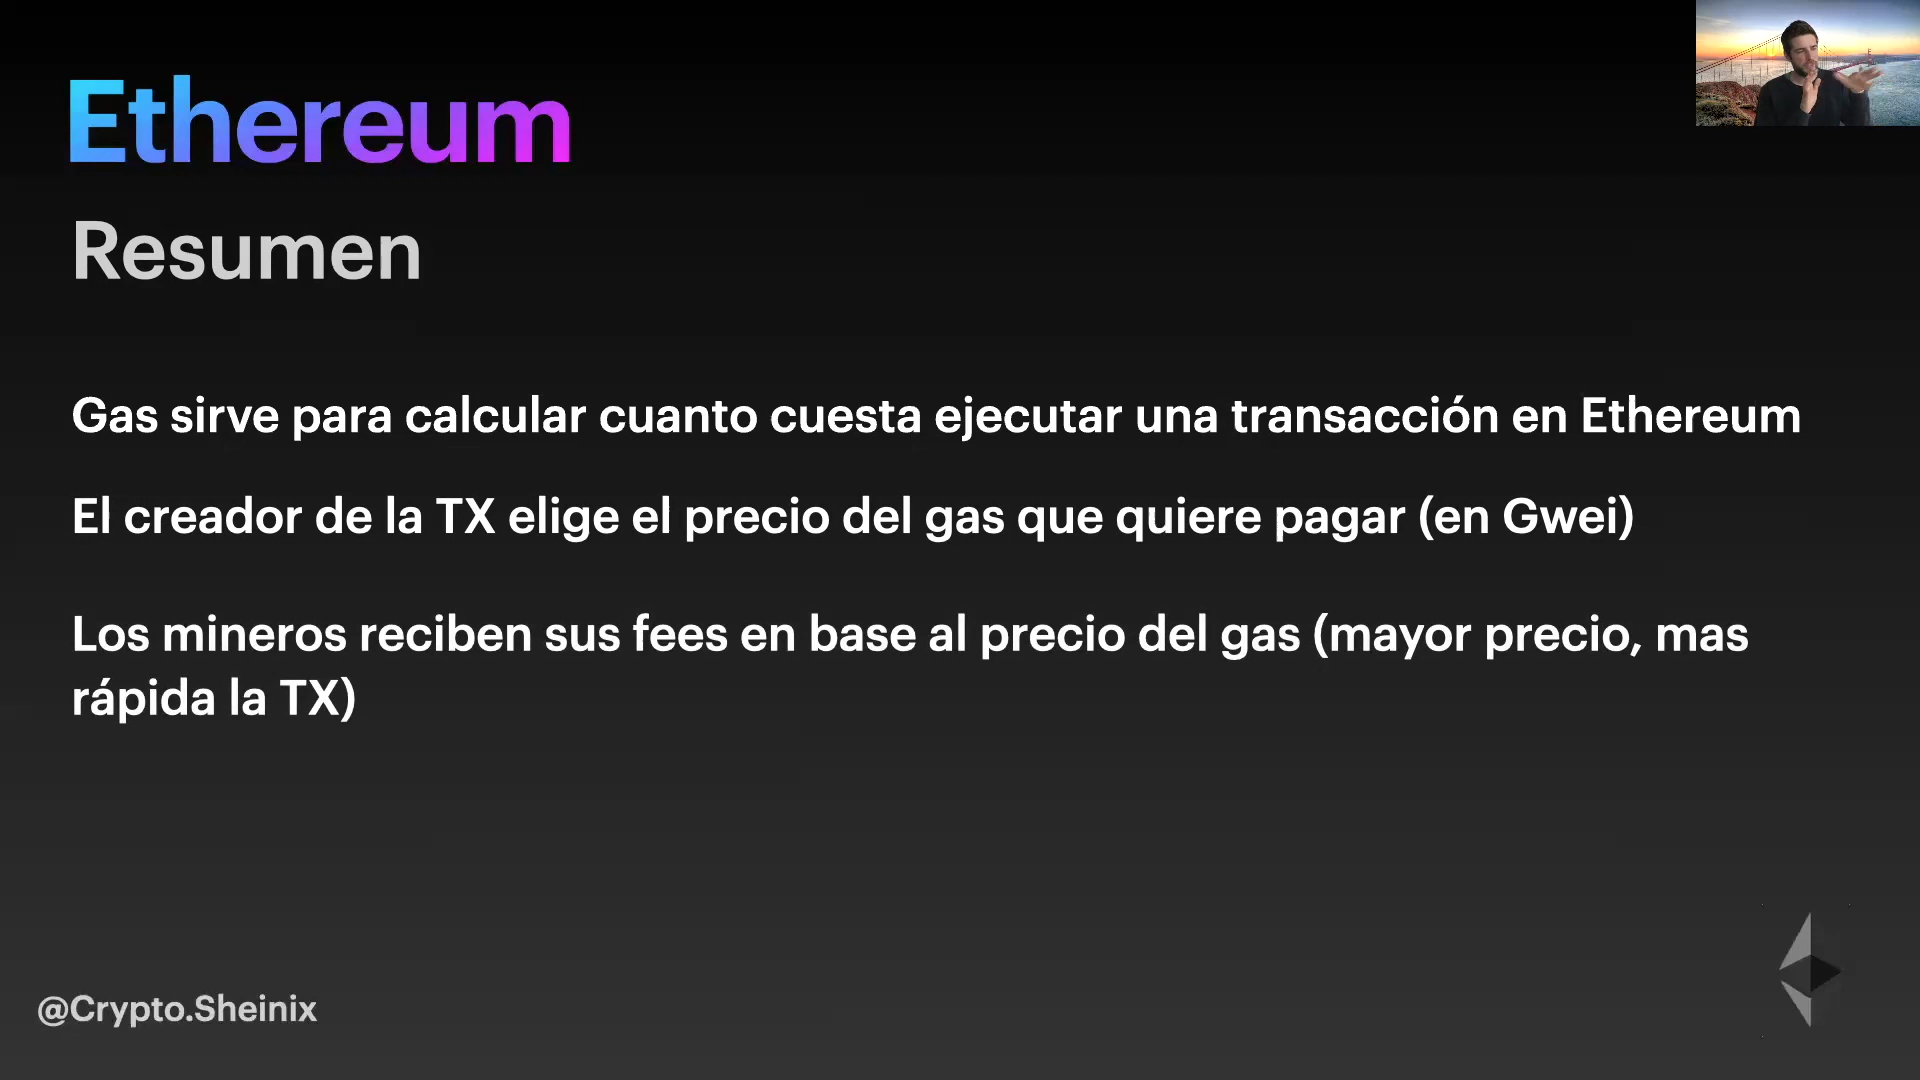 Ethereum
Resumen
Gas sirve para calcular cuanto cuesta ejecutar una transacción en Ethereum
El creador de la TX elige el precio del gas que quiere pagar (en Gwei)
Los mineros reciben sus fees en base al precio del gas (mayor precio, mas
rápida la TX)
@Crypto.Sheinix